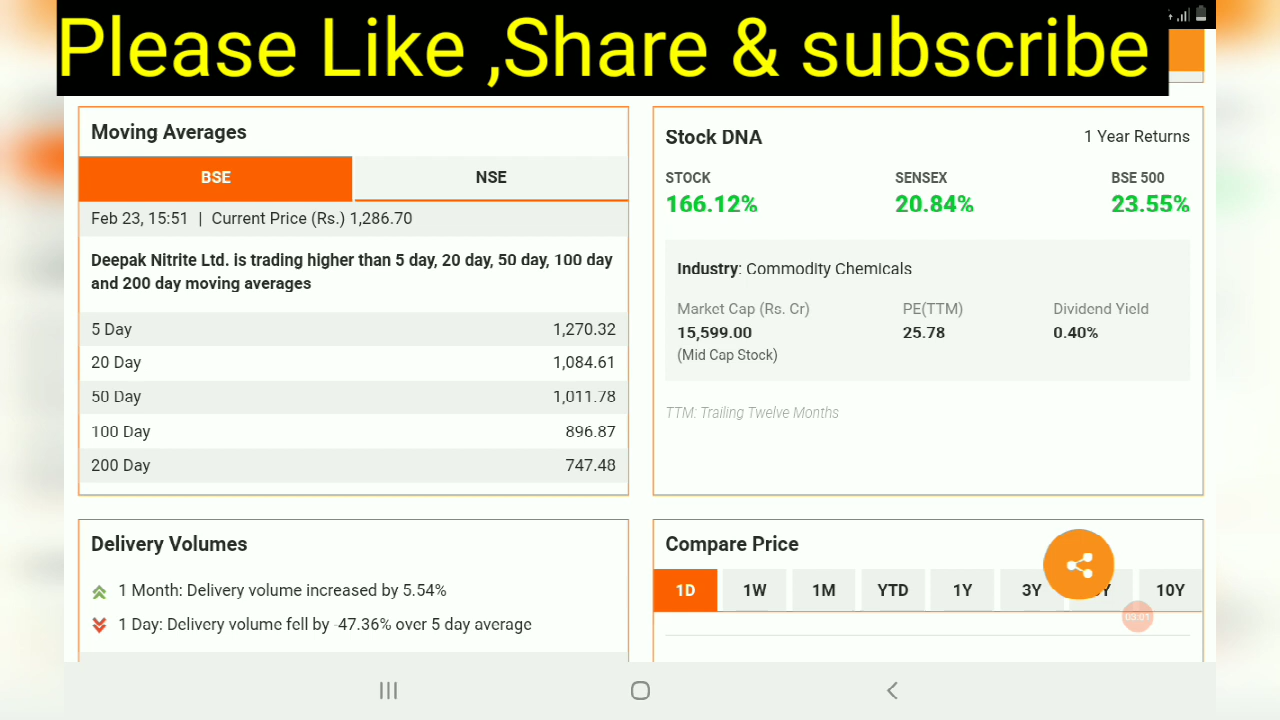 Please Like ,Share & subscribe
Moving Averages
BSE
NSE
Feb 23, 15:51 | Current Price (Rs.) 1,286.70
Deepak Nitrite Ltd. is trading higher than 5 day, 20 day, 50 day, 100 day
and 200 day moving averages
5 Day 1,270.32
20 Day 1,084.61
50 Day 1,011.78
100 Day 896.87
200 Day 747.48
Stock DNA
1 Year Returns
STOCK SENSEX BSE 500
166.12% 20.84% 23.55%
Industry: Commodity Chemicals
Market Cap (Rs. Cr) PE(TTM) Dividend Yield
15,599.00 25.78 0.40%
(Mid Cap Stock)
TTM: Trailing Twelve Months
Delivery Volumes
1 Month: Delivery volume increased by 5.54%
1 Day: Delivery volume fell by -47.36% over 5 day average
Compare Price
1D 1W 1M YTD 1Y 3Y 10Y
03:01